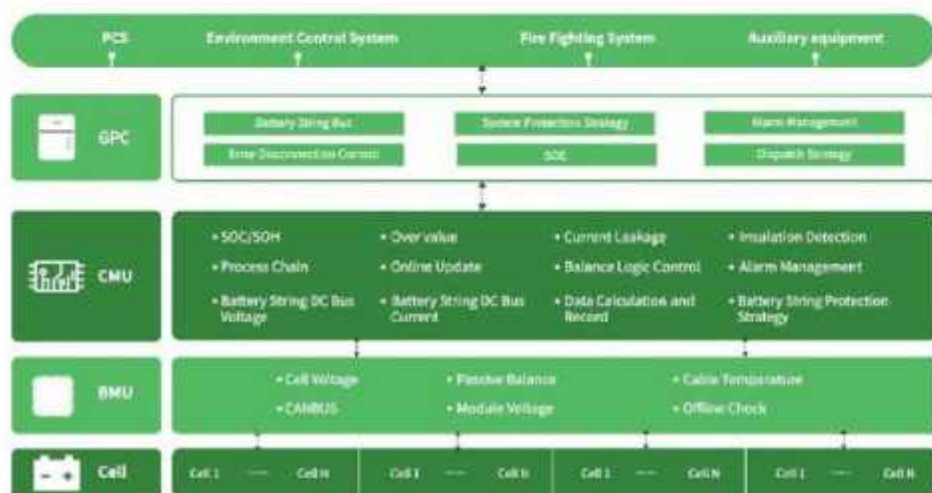 PCS Environment Control System Fire Fighting System Auxiliary equipment
GPC
Battery String Bus System Protection Strategy Alarm Management
Error Disconnection Control SOE Dispatch Strategy
CMU
• SOC/SOH • Over value • Current Leakage • Insulation Detection
• Process Chain • Online Update • Balance Logic Control • Alarm Management
• Battery String DC Bus • Battery String DC Bus • Data Calculation and • Battery String Protection
Voltage Current Record Strategy
BMU
• Cell Voltage • Passive Balance • Cable Temperature
• CANBUS • Module Voltage • Offline Check
Cell
Cell 1 Cell N Cell 1 Cell N Cell 1 Cell N Cell 1 Cell N